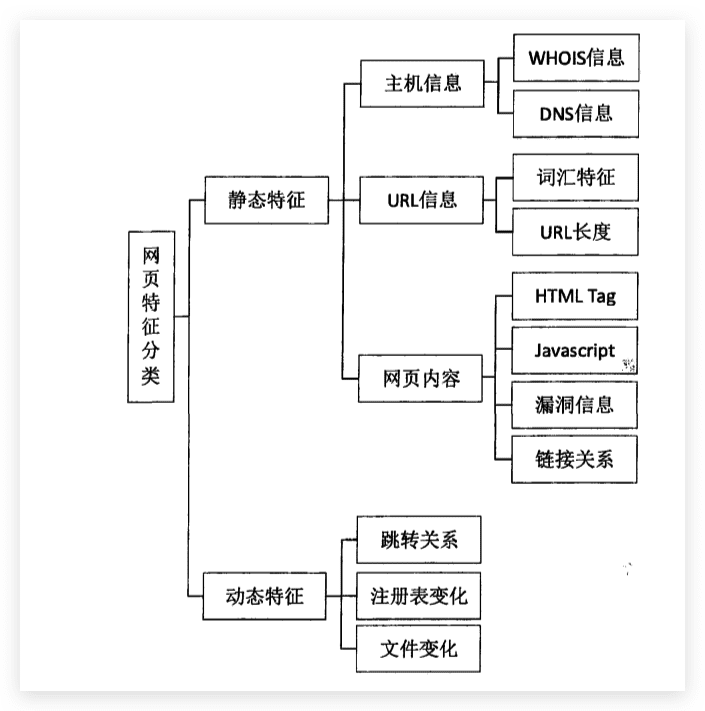 网页特征分类
静态特征
主机信息
WHOIS信息
DNS信息
URL信息
词汇特征
URL长度
网页内容
HTML Tag
Javascript
漏洞信息
链接关系
动态特征
跳转关系
注册表变化
文件变化